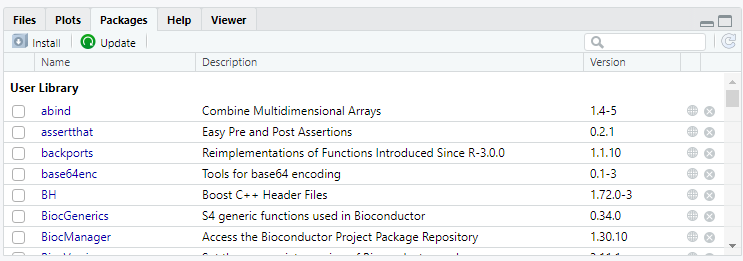 Files Plots Packages Help Viewer
Install Update
Name Description Version
User Library
abind Combine Multidimensional Arrays 1.4-5
assertthat Easy Pre and Post Assertions 0.2.1
backports Reimplementations of Functions Introduced Since R-3.0.0 1.1.10
base64enc Tools for base64 encoding 0.1-3
BH Boost C++ Header Files 1.72.0-3
BiocGenerics S4 generic functions used in Bioconductor 0.34.0
BiocManager Access the Bioconductor Project Package Repository 1.30.10